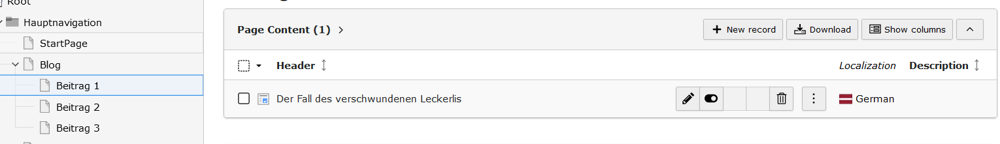 Root
Hauptnavigation
StartPage
Blog
Beitrag 1
Beitrag 2
Beitrag 3
Page Content (1)
New record
Download
Show columns
Header
Localization
Description
Der Fall des verschwundenen Leckerlis
German